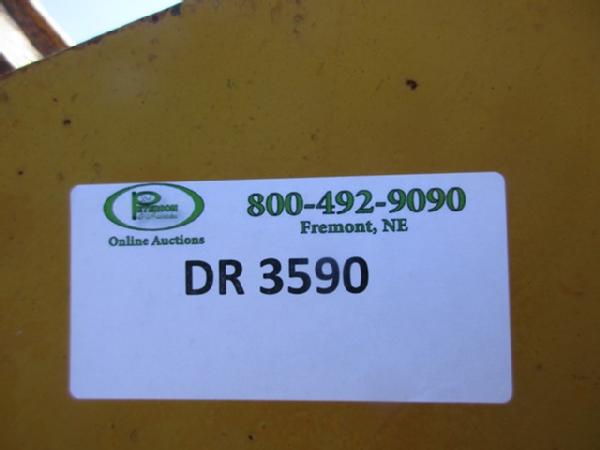 800-492-9090
Fremont, NE
Online Auctions
DR 3590